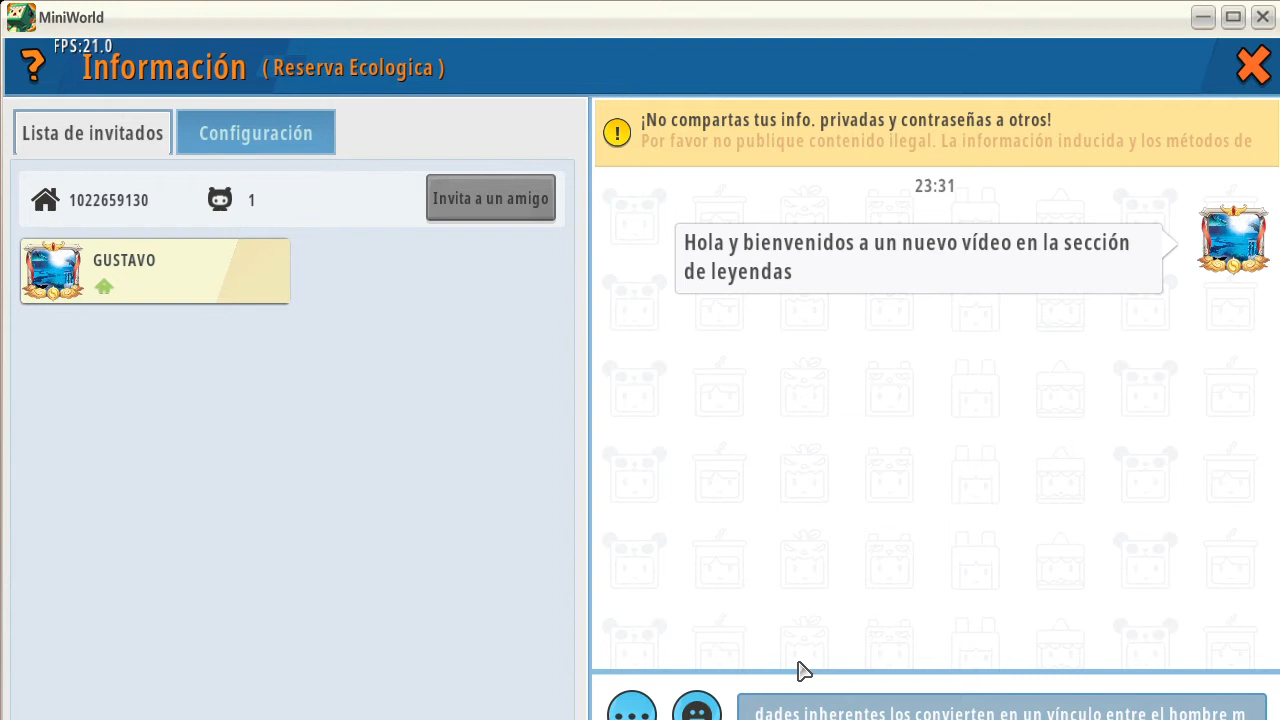 MiniWorld
FPS:21.0
Información ( Reserva Ecologica )
Lista de invitados
Configuración
1022659130
1
Invita a un amigo
GUSTAVO
¡No compartas tus info. privadas y contraseñas a otros!
Por favor no publique contenido ilegal. La información inducida y los métodos de
23:31
Hola y bienvenidos a un nuevo vídeo en la sección
de leyendas
dades inherentes los convierten en un vínculo entre el hombre m